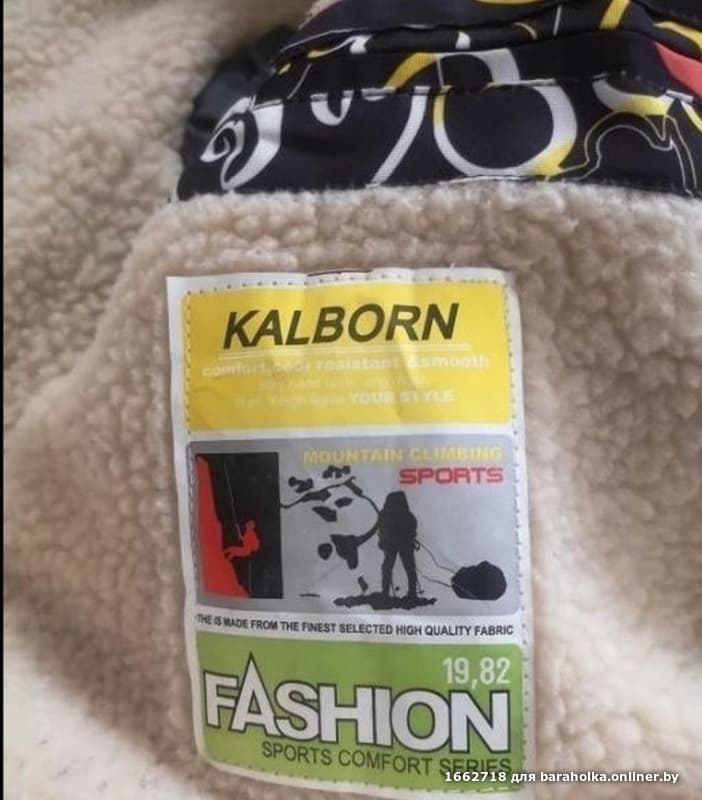 KALBORN
comfort,cool resistant &smooth
YOUR STYLE
MOUNTAIN CLIMBING
SPORTS
THE IS MADE FROM THE FINEST SELECTED HIGH QUALITY FABRIC
19,82
FASHION
SPORTS COMFORT SERIES
1662718 для baraholka.onliner.by